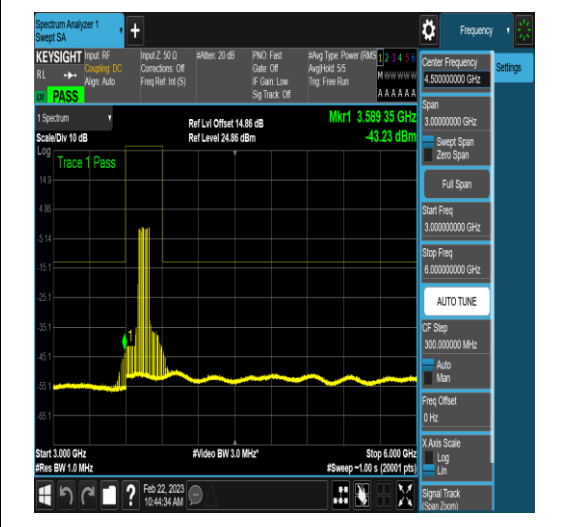 Spectrum Analyzer 1
Swept SA
Frequency
KEYSIGHT
RL
PASS
Input: RF
Coupling: DC
Align: Auto
Input Z: 50 Ω
Corrections: Off
Freq Ref: Int (S)
#Atten: 20 dB
PNO: Fast
Gate: Off
IF Gain: Low
Sig Track: Off
#Avg Type: Power (RMS
Avg|Hold: 5/5
Trig: Free Run
1 2 3 4 5 6
M W W W W W
A A A A A A
1 Spectrum
Scale/Div 10 dB
Ref Lvl Offset 14.86 dB
Ref Level 24.86 dBm
Mkr1 3.589 35 GHz
-43.23 dBm
Log
Trace 1 Pass
14.9
4.86
-5.14
-15.1
-25.1
-35.1
-45.1
-55.1
-65.1
1
Start 3.000 GHz
#Res BW 1.0 MHz
#Video BW 3.0 MHz*
Stop 6.000 GHz
#Sweep ~1.00 s (20001 pts)
Feb 22, 2023
10:44:34 AM
Center Frequency
4.500000000 GHz
Span
3.00000000 GHz
Swept Span
Zero Span
Full Span
Start Freq
3.000000000 GHz
Stop Freq
6.000000000 GHz
AUTO TUNE
CF Step
300.000000 MHz
Auto
Man
Freq Offset
0 Hz
X Axis Scale
Log
Lin
Signal Track
(Span Zoom)
Settings